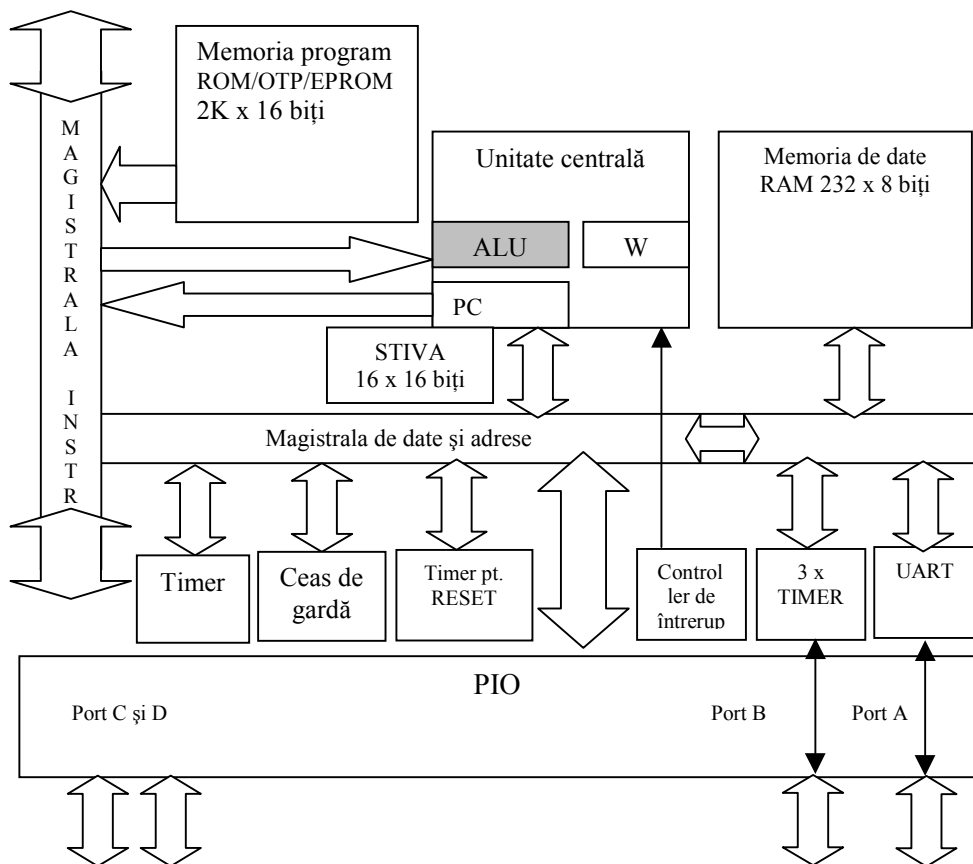 Memoria program
ROM/OTP/EPROM
2K x 16 biți
MAGISTRALA INSTR
Unitate centrală
ALU
W
PC
STIVA
16 x 16 biți
Memoria de date
RAM 232 x 8 biți
Magistrala de date şi adrese
Timer
Ceas de
gardă
Timer pt.
RESET
Control
ler de
întrerup
3 x
TIMER
UART
PIO
Port C şi D
Port B
Port A